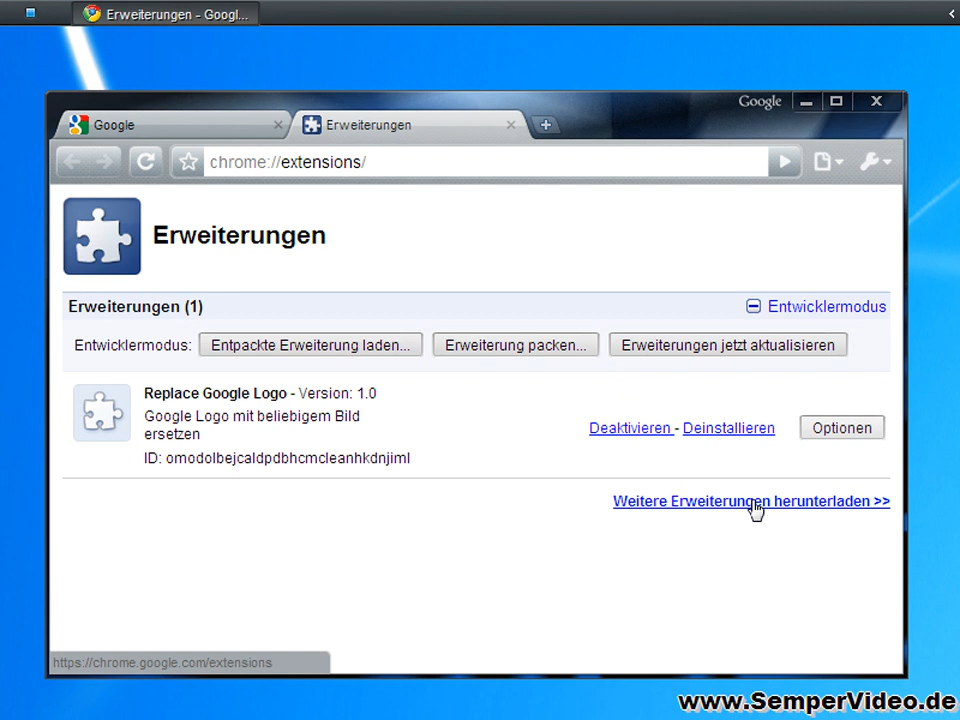 Erweiterungen - Googl...
Google
Google
Erweiterungen
chrome://extensions/
Erweiterungen
Erweiterungen (1)
Entwicklermodus
Entwicklermodus: Entpackte Erweiterung laden... Erweiterung packen... Erweiterungen jetzt aktualisieren
Replace Google Logo - Version: 1.0
Google Logo mit beliebigem Bild
ersetzen
Deaktivieren - Deinstallieren Optionen
ID: omodolbejcaldpdbhcmcleanhkdnjiml
Weitere Erweiterungen herunterladen >>
https://chrome.google.com/extensions
www.SemperVideo.de